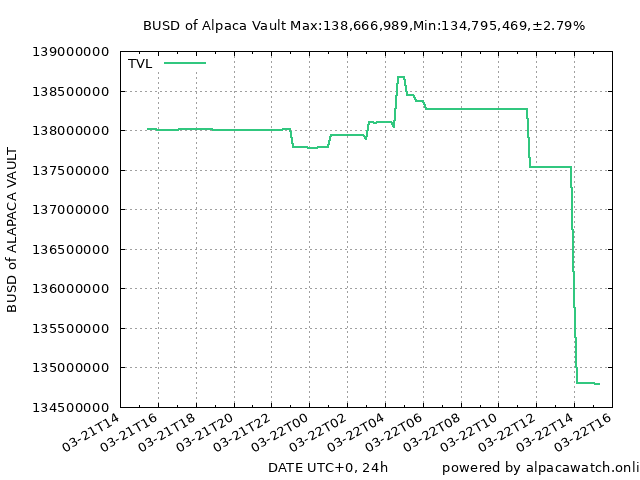 BUSD of Alpaca Vault Max:138,666,989,Min:134,795,469,±2.79%
TVL
139000000
138500000
138000000
137500000
137000000
136500000
136000000
135500000
135000000
134500000
BUSD of ALAPACA VAULT
03-21T14
03-21T16
03-21T18
03-21T20
03-21T22
03-22T00
03-22T02
03-22T04
03-22T06
03-22T08
03-22T10
03-22T12
03-22T14
03-22T16
DATE UTC+0, 24h
powered by alpacawatch.onli